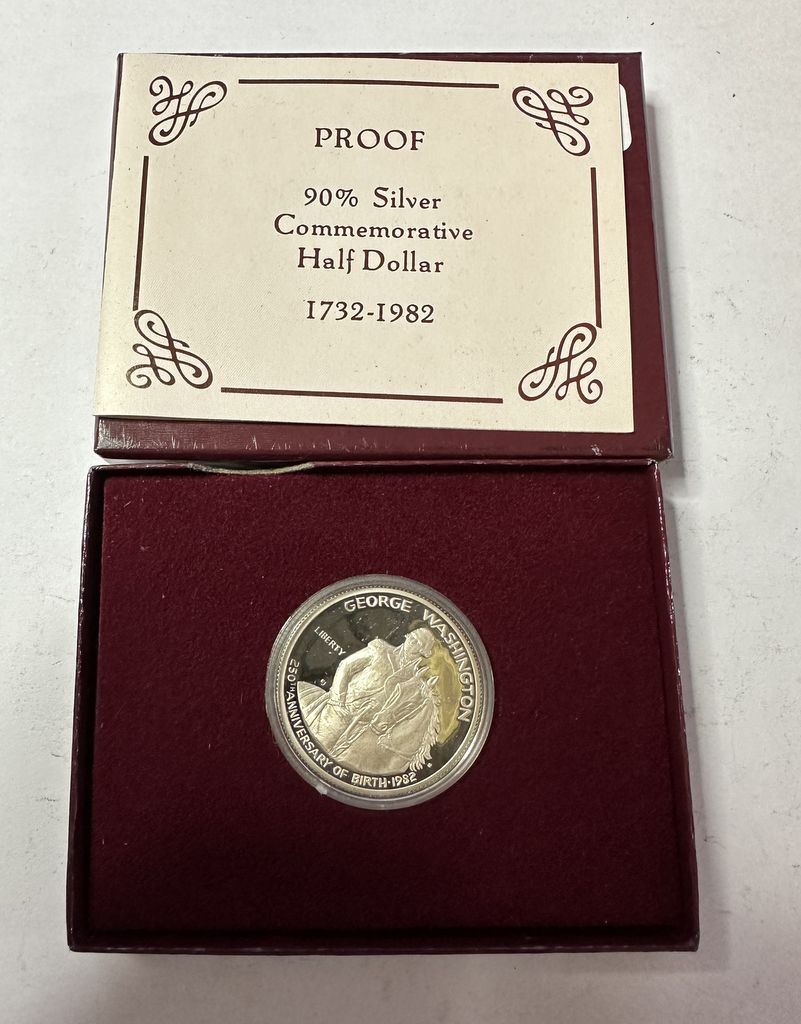 PROOF
90% Silver
Commemorative
Half Dollar
1732-1982
GEORGE WASHINGTON
LIBERTY
250TH ANNIVERSARY OF BIRTH·1982